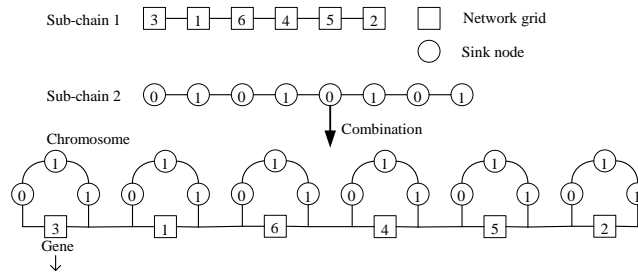 Sub-chain 1 3 1 6 4 5 2 Network grid
Sink node
Sub-chain 2 0 1 0 1 0 1 0 1
Combination
Chromosome
1 1 1 1 1 1
0 1 0 1 0 1 0 1 0 1 0 1
3 1 6 4 5 2
Gene